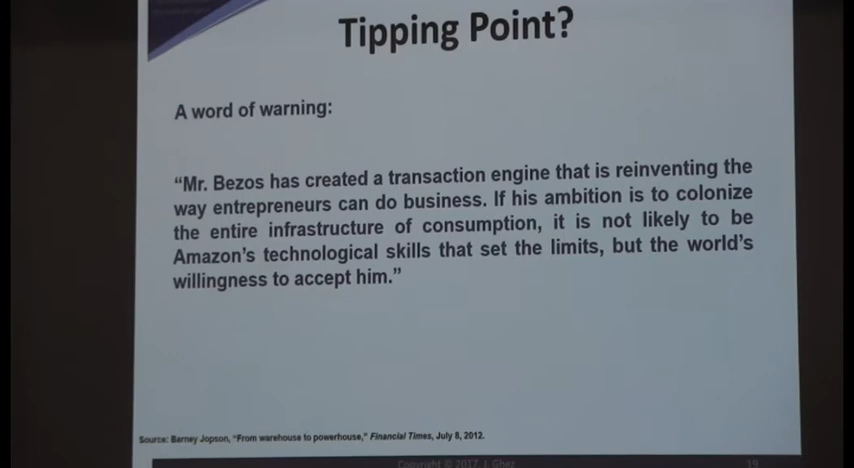 Tipping Point?
A word of warning:
“Mr. Bezos has created a transaction engine that is reinventing the
way entrepreneurs can do business. If his ambition is to colonize
the entire infrastructure of consumption, it is not likely to be
Amazon’s technological skills that set the limits, but the world’s
willingness to accept him.”
Source: Barney Jopson, “From warehouse to powerhouse,” Financial Times, July 8, 2012.
Copyright © 2017, J. Ghez
19